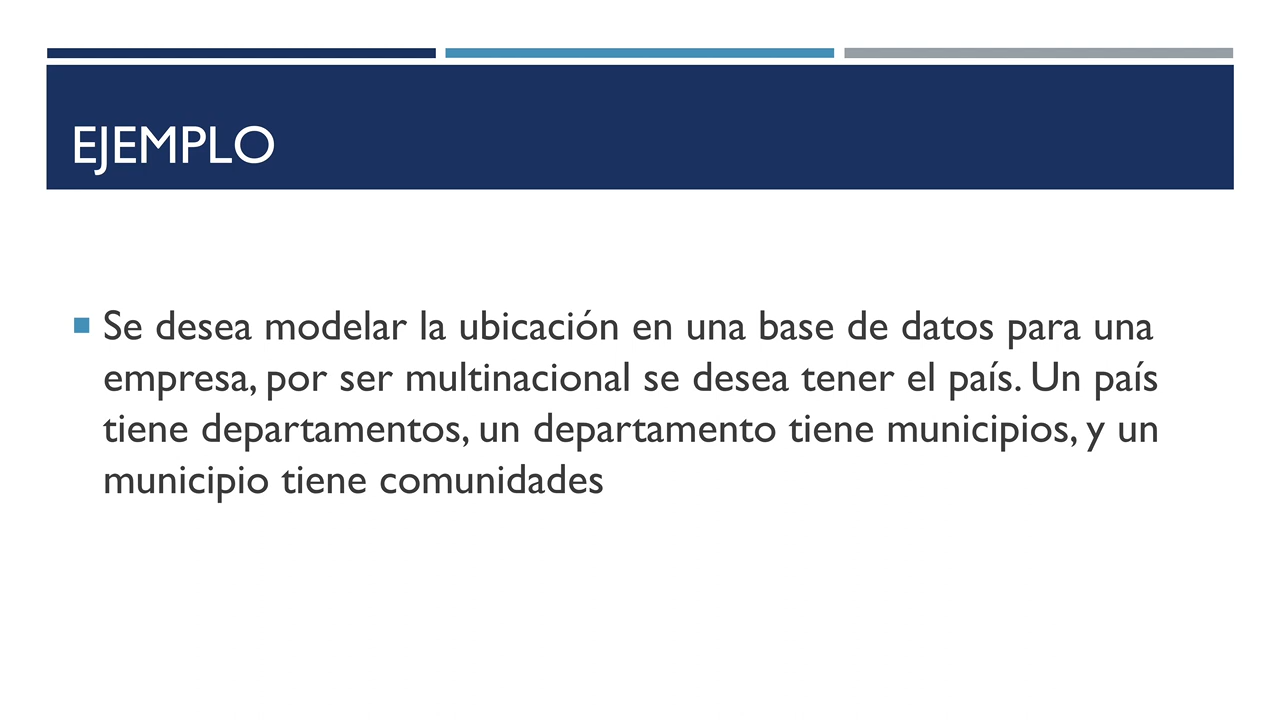 EJEMPLO
Se desea modelar la ubicación en una base de datos para una
empresa, por ser multinacional se desea tener el país. Un país
tiene departamentos, un departamento tiene municipios, y un
municipio tiene comunidades